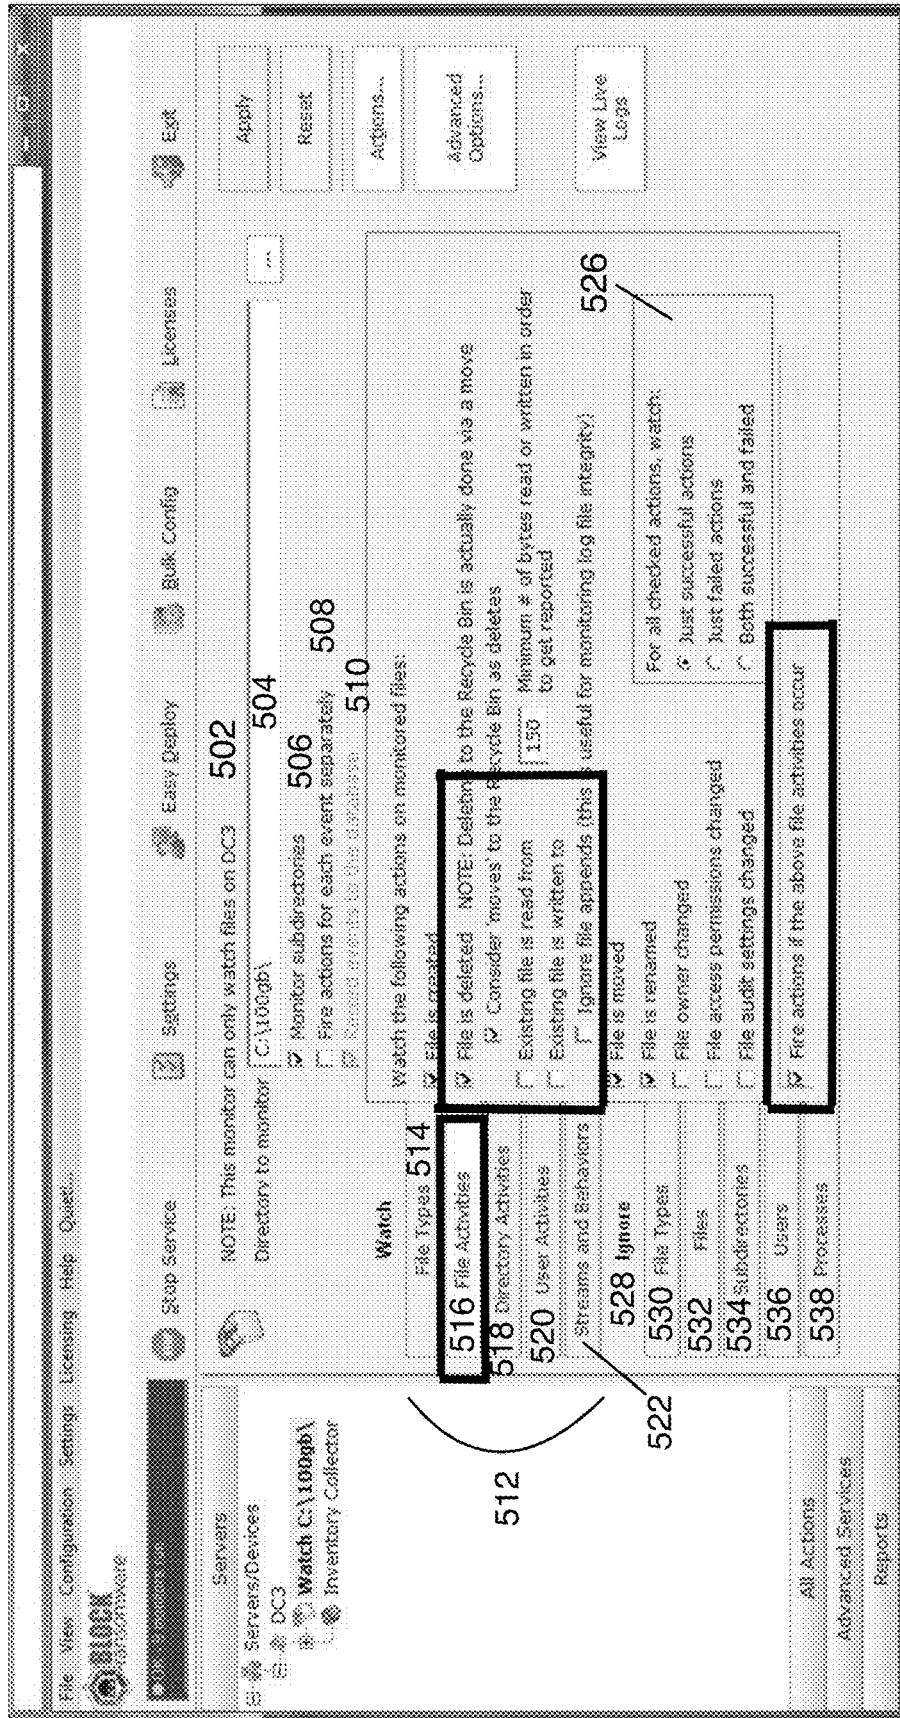 File View Configuration Settings Licensing Help Quiet!...
BLOCK
ransomware
Stop Service
Settings
Easy Deploy
Bulk Config
Licenses
Exit
Servers
Servers/Devices
DC3
Watch C:\100gb\
Inventory Collector
All Actions
Advanced Services
Reports
NOTE: This monitor can only watch files on DC3 502
Directory to monitor C:\100gb\ 504 ...
Monitor subdirectories 506
Fire actions for each event separately 508
Record events to the database 510
Apply
Reset
Actions...
Advanced
Options...
View Live
Logs
512
Watch
File Types 514
516 File Activities
518 Directory Activities
520 User Activities
Streams and Behaviors
522
528 Ignore
530 File Types
532 Files
534 Subdirectories
536 Users
538 Processes
Watch the following actions on monitored files:
File is created
File is deleted NOTE: Deleting to the Recycle Bin is actually done via a move
Consider 'moves' to the Recycle Bin as deletes
Existing file is read from
Existing file is written to
150 Minimum # of bytes read or written in order
to get reported
Ignore file appends (this is useful for monitoring log file integrity)
File is moved
File is renamed
File owner changed
File access permissions changed
File audit settings changed
Fire actions if the above file activities occur
526
For all checked actions, watch:
Just successful actions
Just failed actions
Both successful and failed